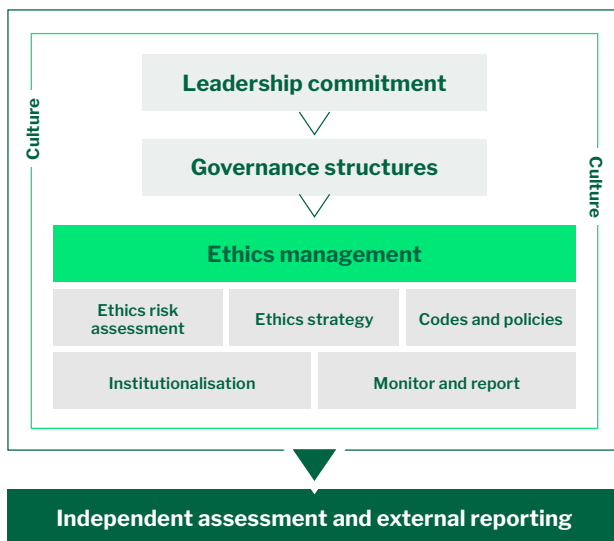 Leadership commitment
Culture
Governance structures
Culture
Ethics management
Ethics risk
assessment
Ethics strategy
Codes and policies
Institutionalisation
Monitor and report
Independent assessment and external reporting